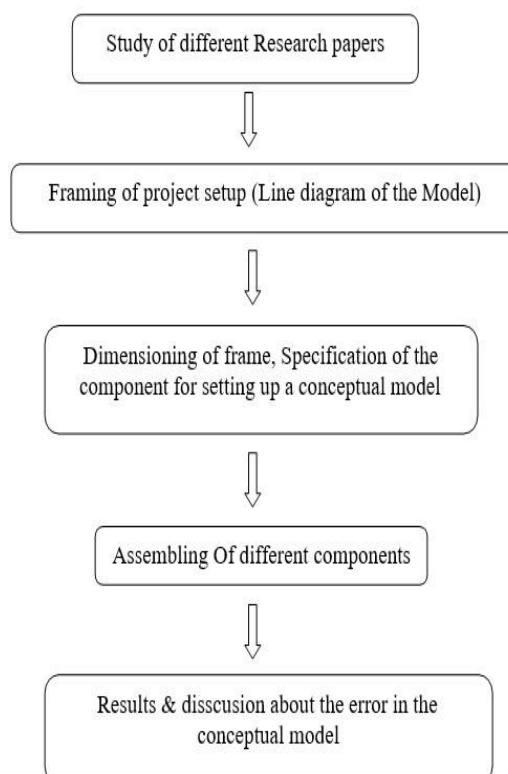 Study of different Research papers
Framing of project setup (Line diagram of the Model)
Dimensioning of frame, Specification of the
component for setting up a conceptual model
Assembling Of different components
Results & disscusion about the error in the
conceptual model